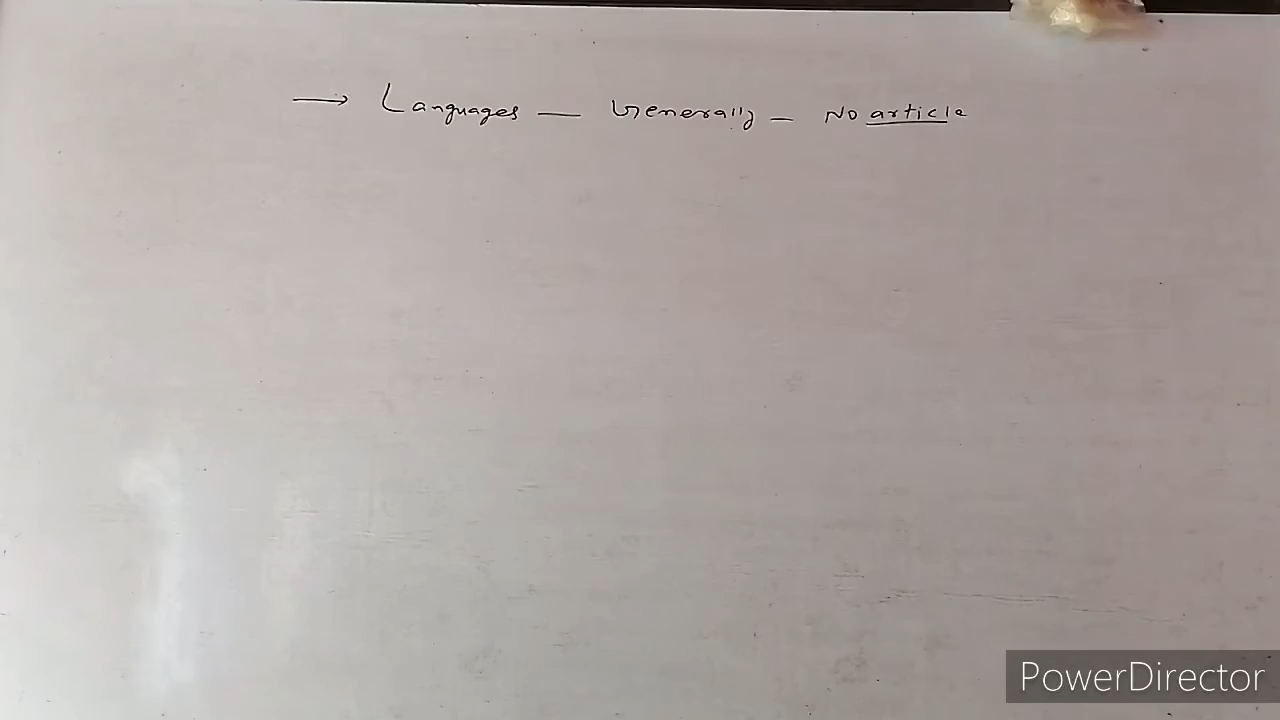 → Languages — Generally — No article
PowerDirector